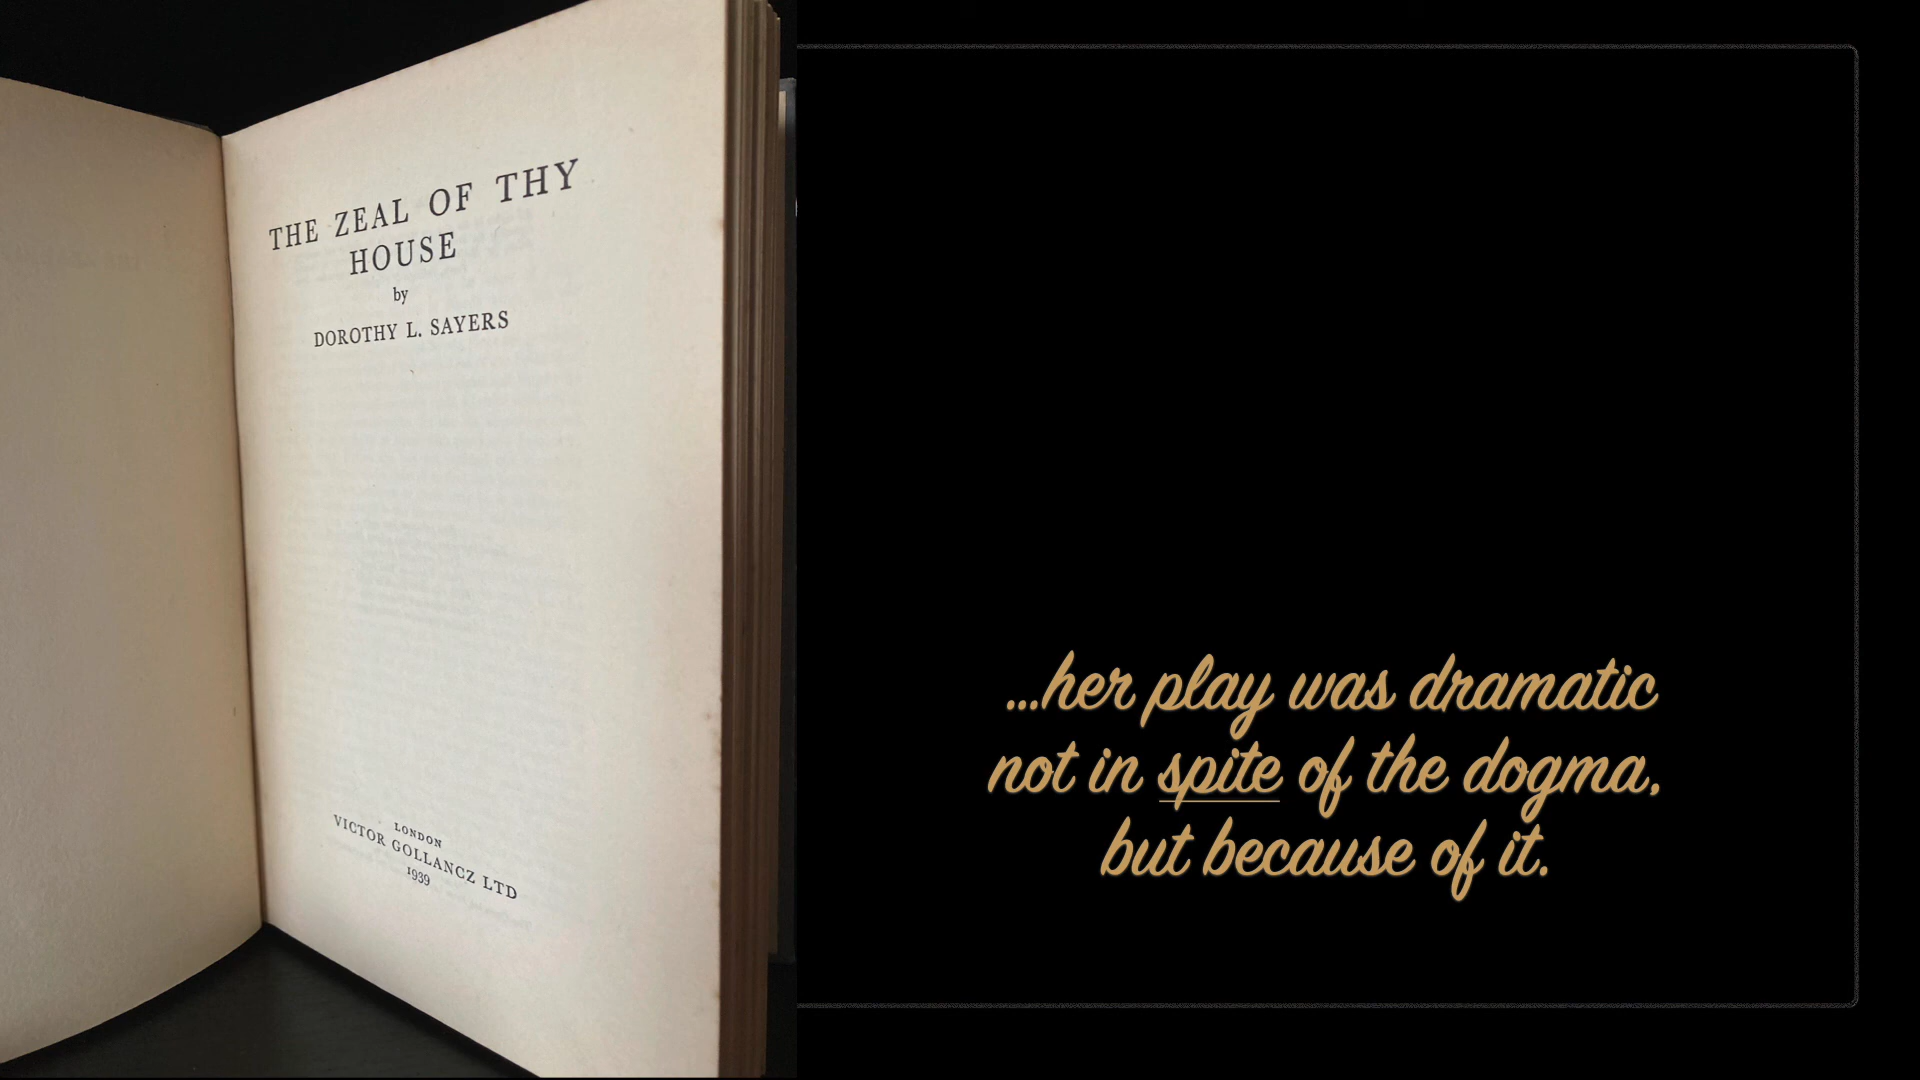 THE ZEAL OF THY
HOUSE
by
DOROTHY L. SAYERS
LONDON
VICTOR GOLLANCZ LTD
1939
...her play was dramatic
not in spite of the dogma,
but because of it.